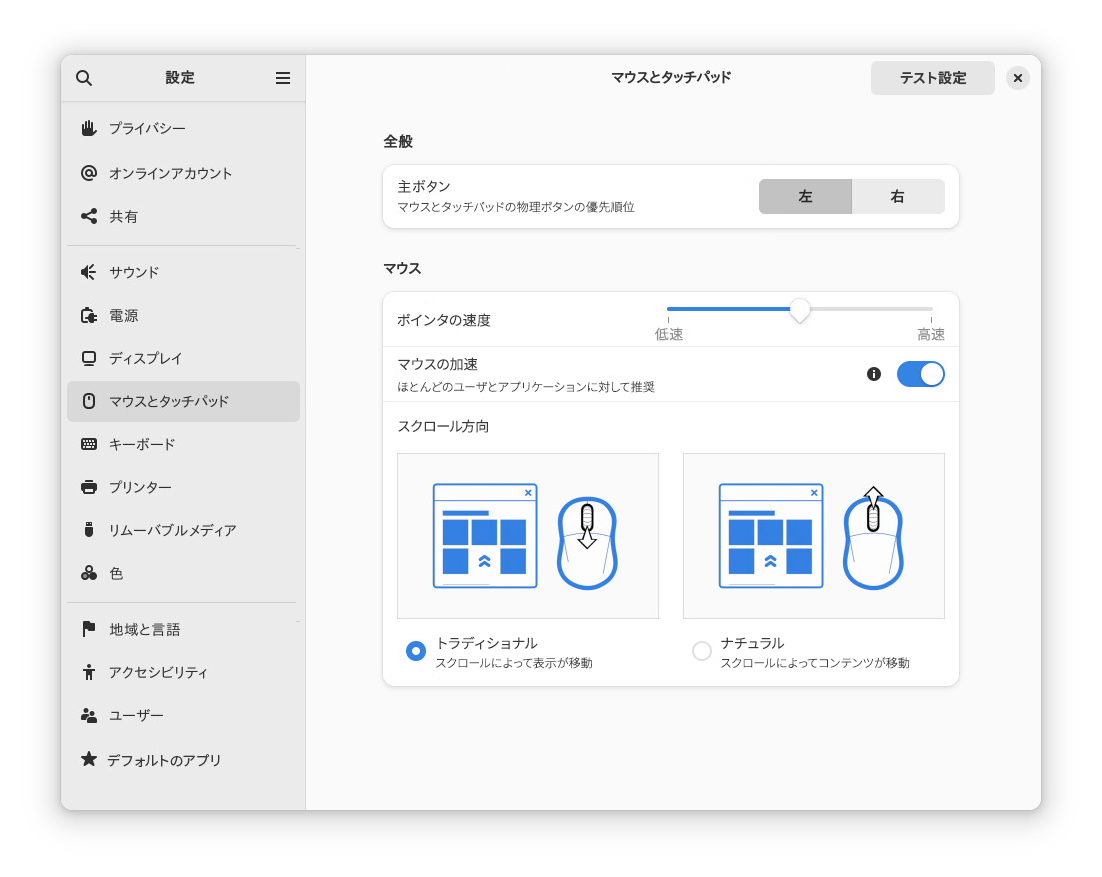 設定
プライバシー
オンラインアカウント
共有
サウンド
電源
ディスプレイ
マウスとタッチパッド
キーボード
プリンター
リムーバブルメディア
色
地域と言語
アクセシビリティ
ユーザー
デフォルトのアプリ
マウスとタッチパッド
テスト設定
全般
主ボタン
マウスとタッチパッドの物理ボタンの優先順位
左
右
マウス
ポインタの速度
低速
高速
マウスの加速
ほとんどのユーザとアプリケーションに対して推奨
スクロール方向
トラディショナル
スクロールによって表示が移動
ナチュラル
スクロールによってコンテンツが移動